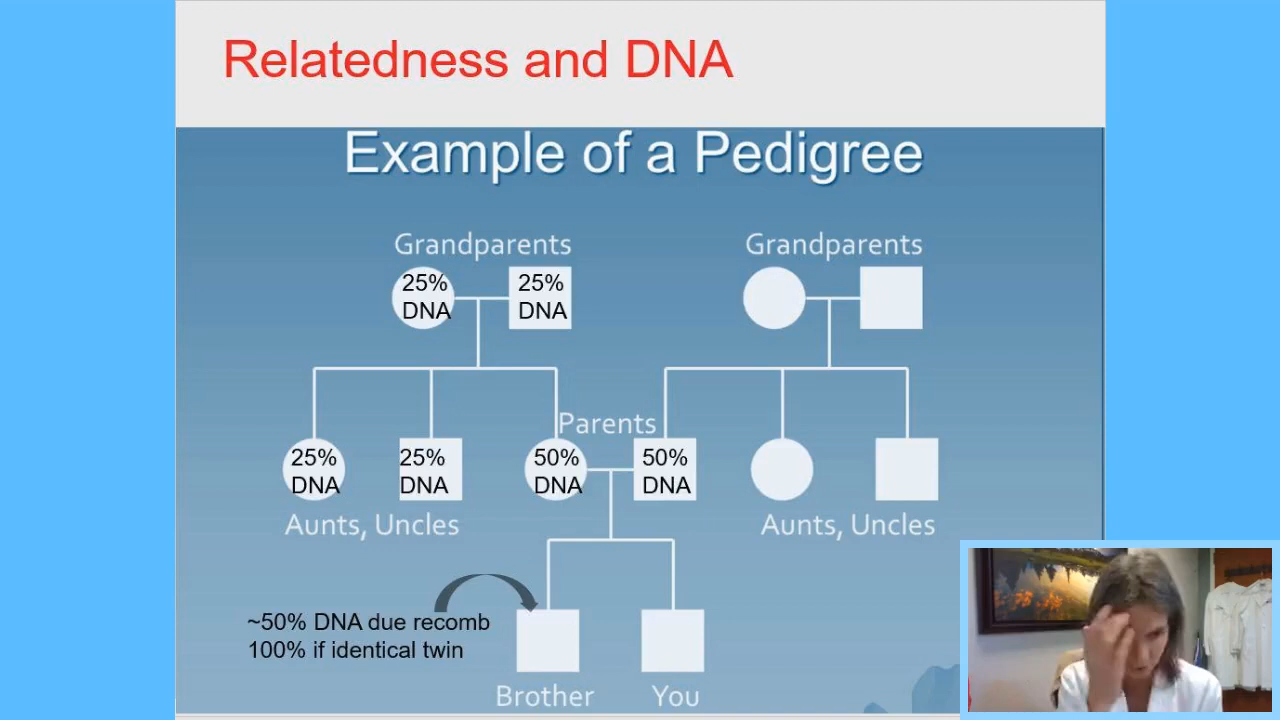 Relatedness and DNA
Example of a Pedigree
Grandparents
Grandparents
25%
DNA
25%
DNA
Parents
25%
DNA
25%
DNA
50%
DNA
50%
DNA
Aunts, Uncles
Aunts, Uncles
~50% DNA due recomb
100% if identical twin
Brother
You